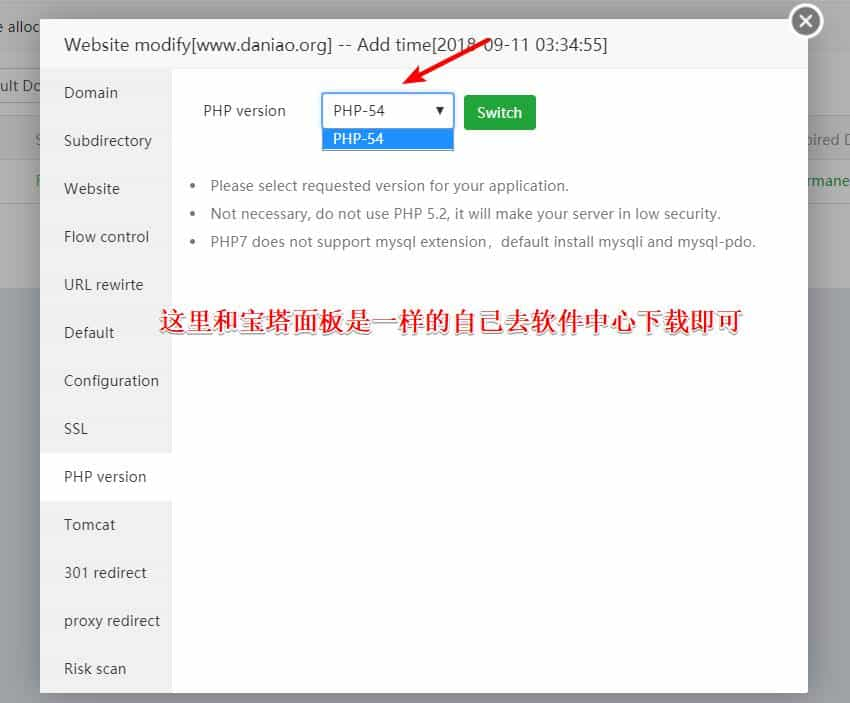 e alloc
Website modify[www.daniao.org] -- Add time[2018-09-11 03:34:55]
ult Do
Domain
PHP version
PHP-54
Switch
PHP-54
Subdirectory
ired D
Please select requested version for your application.
rmane
Website
Not necessary, do not use PHP 5.2, it will make your server in low security.
Flow control
PHP7 does not support mysql extension，default install mysqli and mysql-pdo.
URL rewirte
这里和宝塔面板是一样的自己去软件中心下载即可
Default
Configuration
SSL
PHP version
Tomcat
301 redirect
proxy redirect
Risk scan